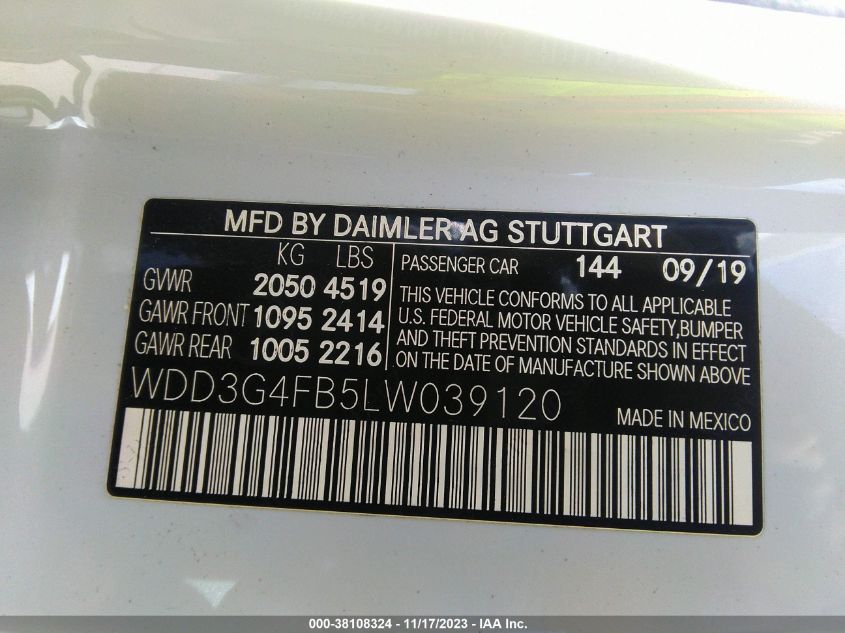 MFD BY DAIMLER AG STUTTGART
KG LBS
GVWR 2050 4519
GAWR FRONT 1095 2414
GAWR REAR 1005 2216
PASSENGER CAR 144 09/19
THIS VEHICLE CONFORMS TO ALL APPLICABLE
U.S. FEDERAL MOTOR VEHICLE SAFETY,BUMPER
AND THEFT PREVENTION STANDARDS IN EFFECT
ON THE DATE OF MANUFACTURE SHOWN ABOVE
WDD3G4FB5LW039120
MADE IN MEXICO
000-38108324 — 11/17/2023 — IAA Inc.